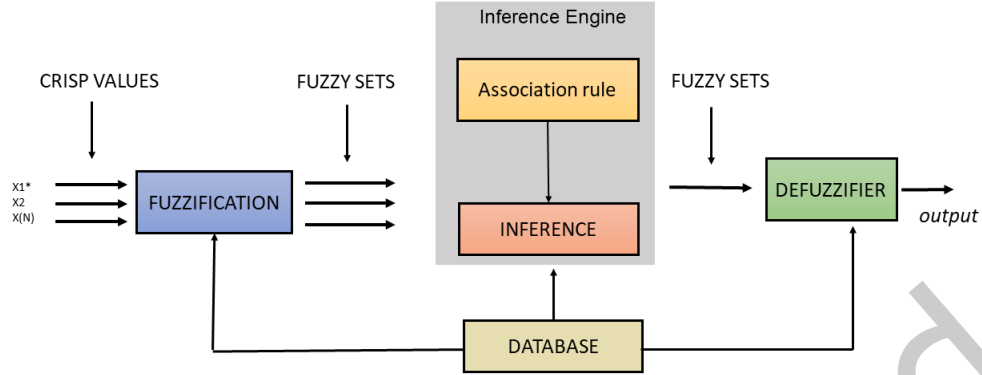 Inference Engine
CRISP VALUES
FUZZY SETS
Association rule
FUZZY SETS
X1*
X2
X(N)
FUZZIFICATION
DEFUZZIFIER
output
INFERENCE
DATABASE
d